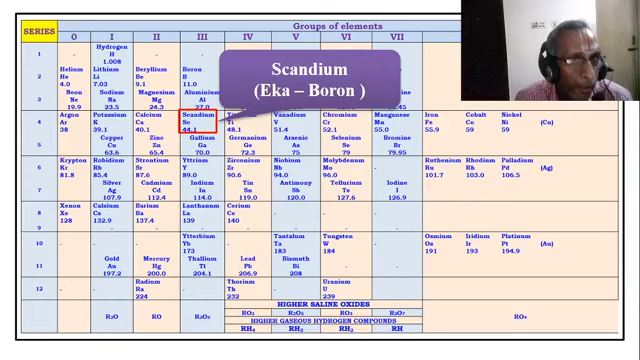 SERIES
Groups of elements
0 I II III IV V VI VII
1 - Hydrogen H 1.008 - -
2 Helium He 4.0 Lithium Li 7.03 Beryllium Be 9.1 Boron B 11.0
3 Neon Ne 19.9 Sodium Na 23.5 Magnesium Mg 24.3 Aluminium Al 27.0
Scandium
(Eka – Boron )
4 Argon Ar 38 Potassium K 39.1 Calcium Ca 40.1 Scandium Sc 44.1 Ti 48.1 Vanadium V 51.4 Chromium Cr 52.1 Manganese Mn 55.0 Iron Fe 55.9 Cobalt Co 59 Nickel Ni 59 (Cu)
5 Copper Cu 63.6 Zinc Zn 65.4 Gallium Ga 70.0 Germanium Ge 72.3 Arsenic As 75 Selenium Se 79 Bromine Br 79.95
6 Krypton Kr 81.8 Robidium Rb 85.4 Strontium Sr 87.6 Yttrium Y 89.0 Zirconium Zr 90.6 Niobium Nb 94.0 Molybdenum Mo 96.0 - Ruthenium Ru 101.7 Rhodium Rh 103.0 Palladium Pd 106.5 (Ag)
7 Silver Ag 107.9 Cadmium Cd 112.4 Indium In 114.0 Tin Sn 119.0 Antimony Sb 120.0 Tellurium Te 127.6 Iodine I 126.9
8 Xenon Xe 128 Calsium Cs 132.9 Barium Ba 137.4 Lanthanum La 139 Cerium Ce 140
9 - - - - - - -
10 - - - Ytterbium Yb 173 - Tantalum Ta 183 Tungsten W 184 - Osmium Os 191 Iridium Ir 193 Platinum Pt 194.9 (Au)
11 Gold Au 197.2 Mercury Hg 200.0 Thallium Tl 204.1 Lead Pb 206.9 Bismuth Bi 208 - -
12 - - Radium Ra 224 - Thorium Th 232 - Uranium U 239
HIGHER SALINE OXIDES
R₂O RO R₂O₃ RO₂ R₂O₅ RO₃ R₂O₇ RO₄
HIGHER GASEOUS HYDROGEN COMPOUNDS
RH₄ RH₃ RH₂ RH